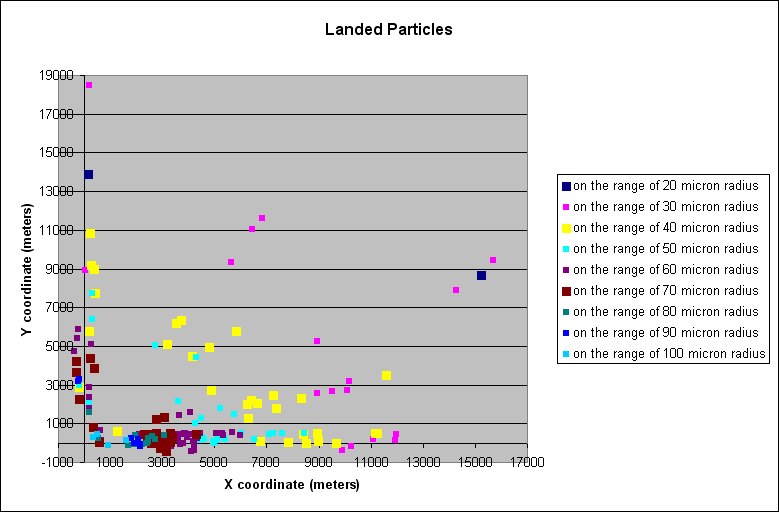 Landed Particles
19000
17000
15000
13000
11000
9000
7000
5000
3000
1000
-1000
1000
3000
5000
7000
9000
11000
13000
15000
17000
X coordinate (meters)
Y coordinate (meters)
on the range of 20 micron radius
on the range of 30 micron radius
on the range of 40 micron radius
on the range of 50 micron radius
on the range of 60 micron radius
on the range of 70 micron radius
on the range of 80 micron radius
on the range of 90 micron radius
on the range of 100 micron radius